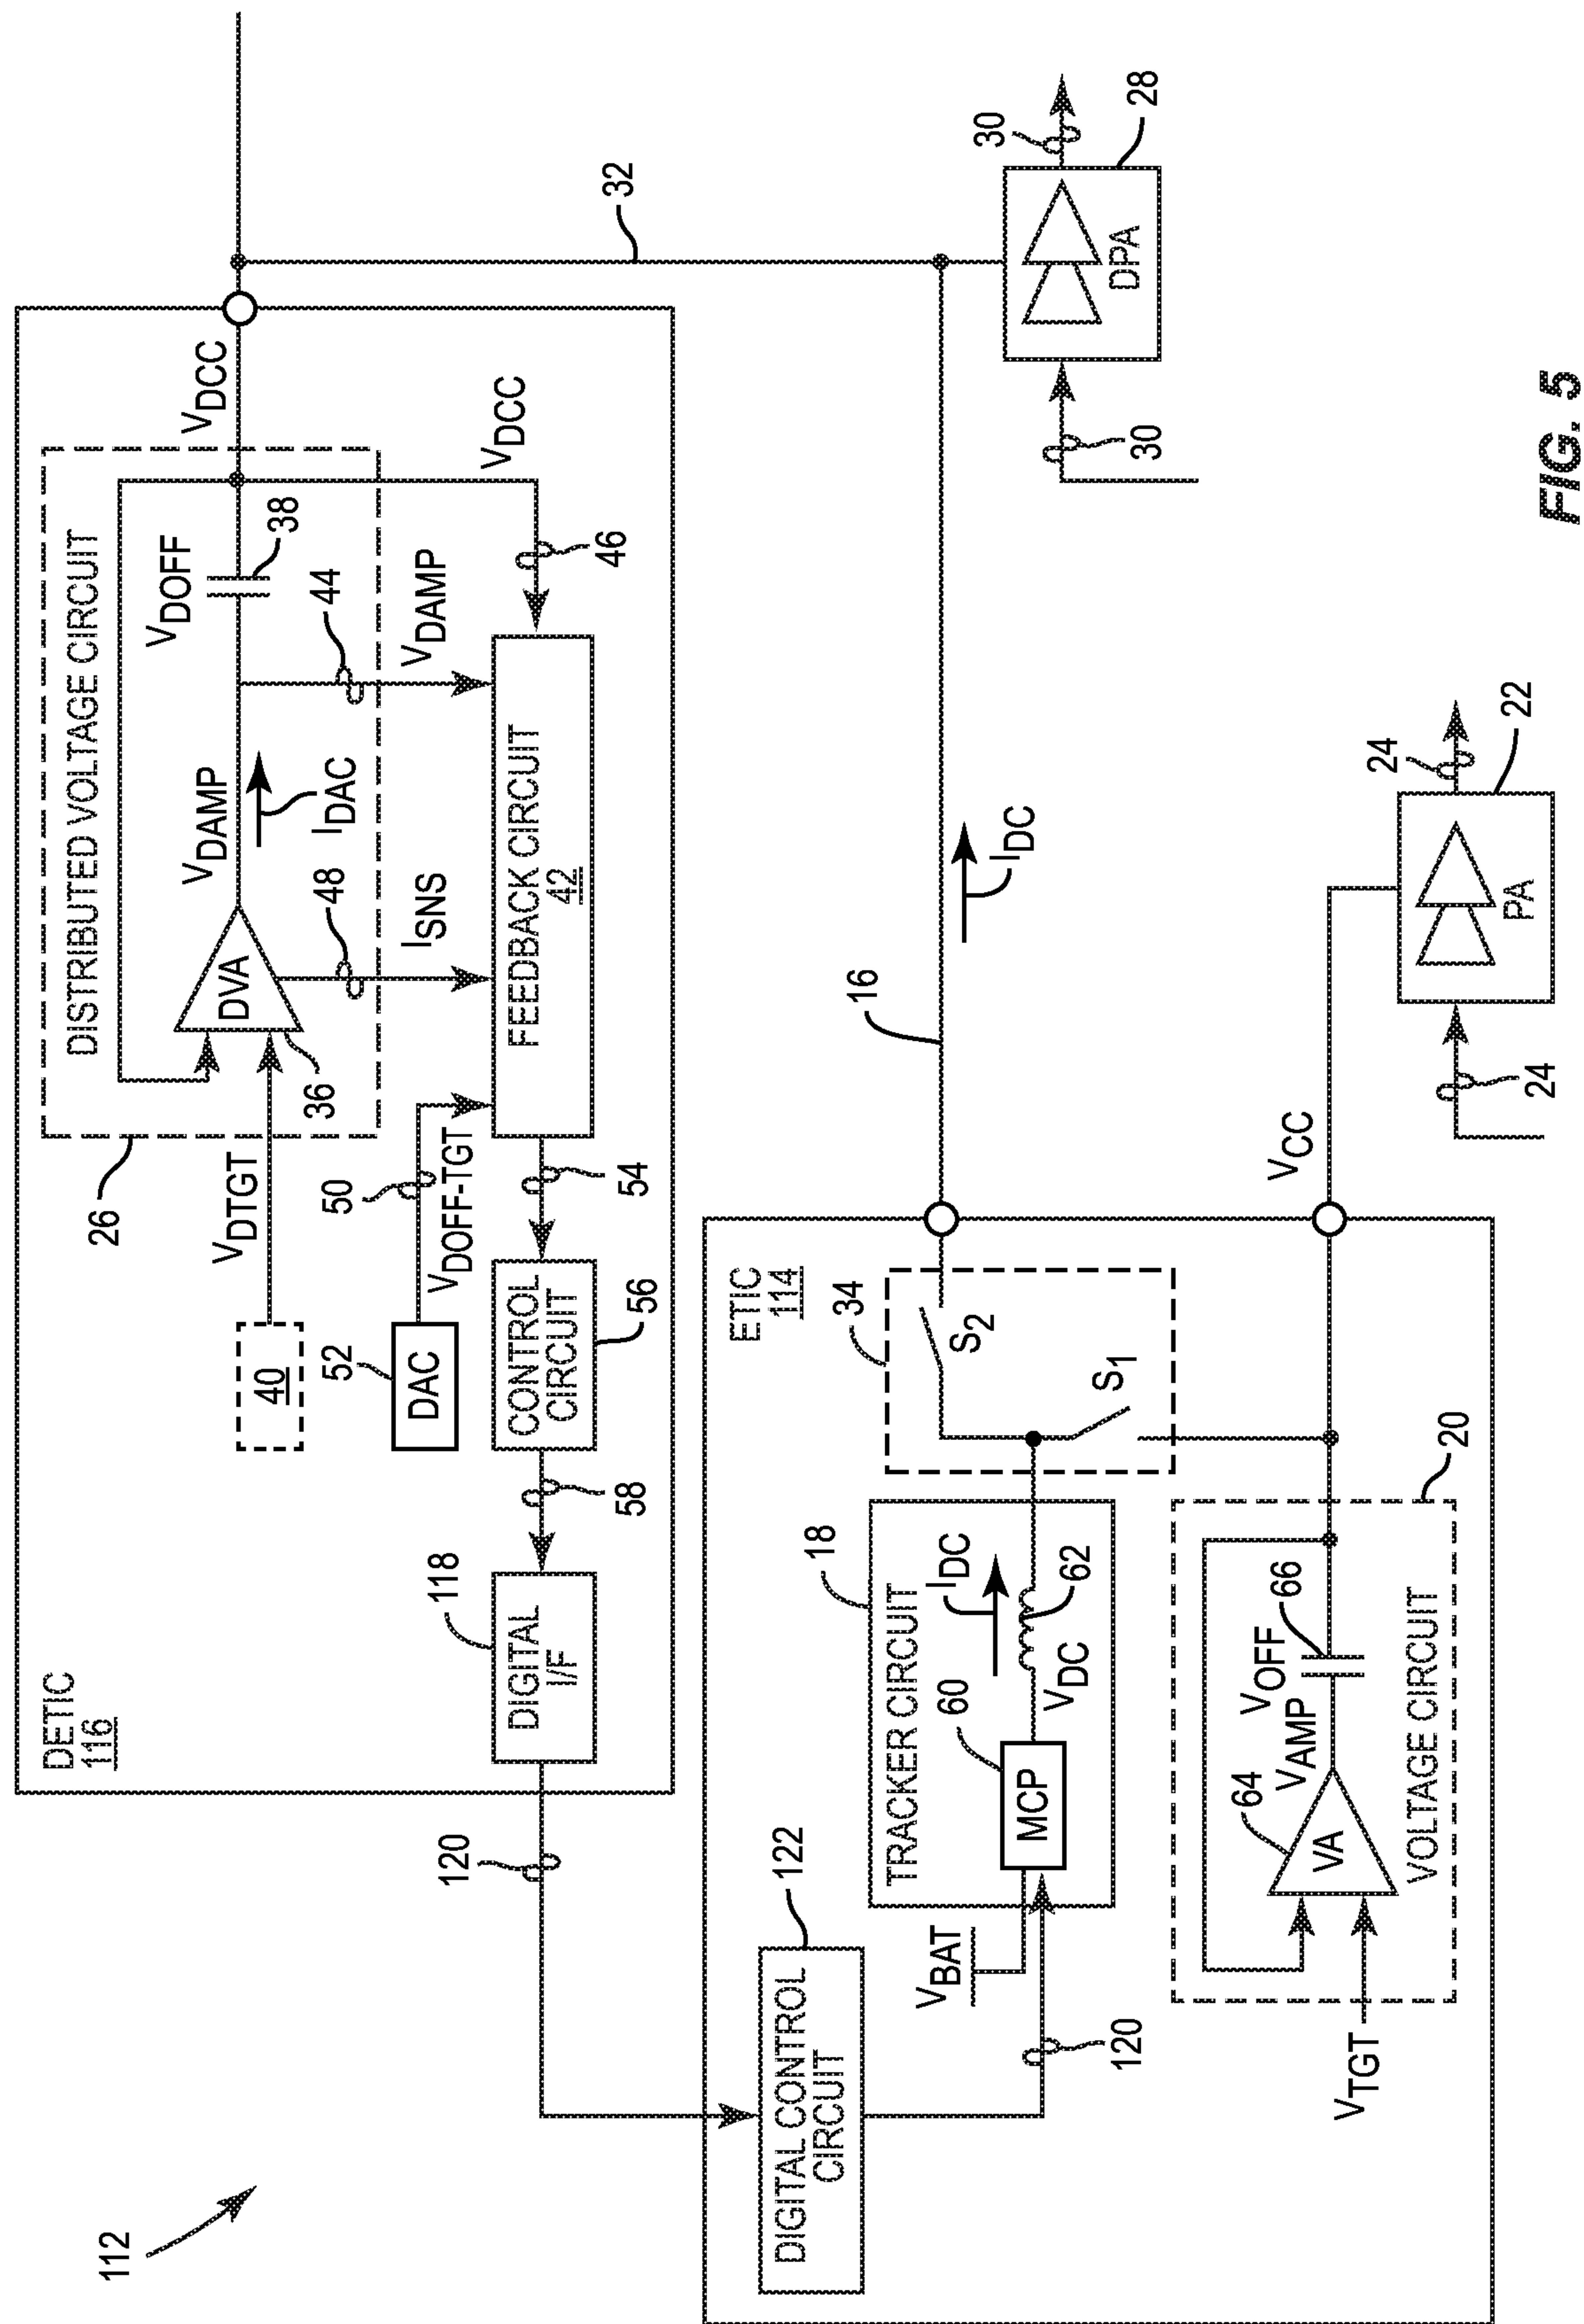 112
DETIC
116
DISTRIBUTED VOLTAGE CIRCUIT
26
VDTGT
40
DVA
36
VDAMP
IDAC
VDOFF
38
VDCC
48
ISNS
44
VDAMP
VDCC
46
50
VDOFF-TGT
52
DAC
FEEDBACK CIRCUIT
42
54
CONTROL
CIRCUIT
56
58
118
DIGITAL
I/F
120
32
16
IDC
30
DPA
30
28
122
DIGITAL CONTROL
CIRCUIT
120
ETIC
114
TRACKER CIRCUIT
18
VBAT
60
MCP
IDC
62
VDC
34
S2
S1
20
VOLTAGE CIRCUIT
VTGT
64
VA
VAMP
VOFF
66
VCC
24
PA
24
22
FIG. 5